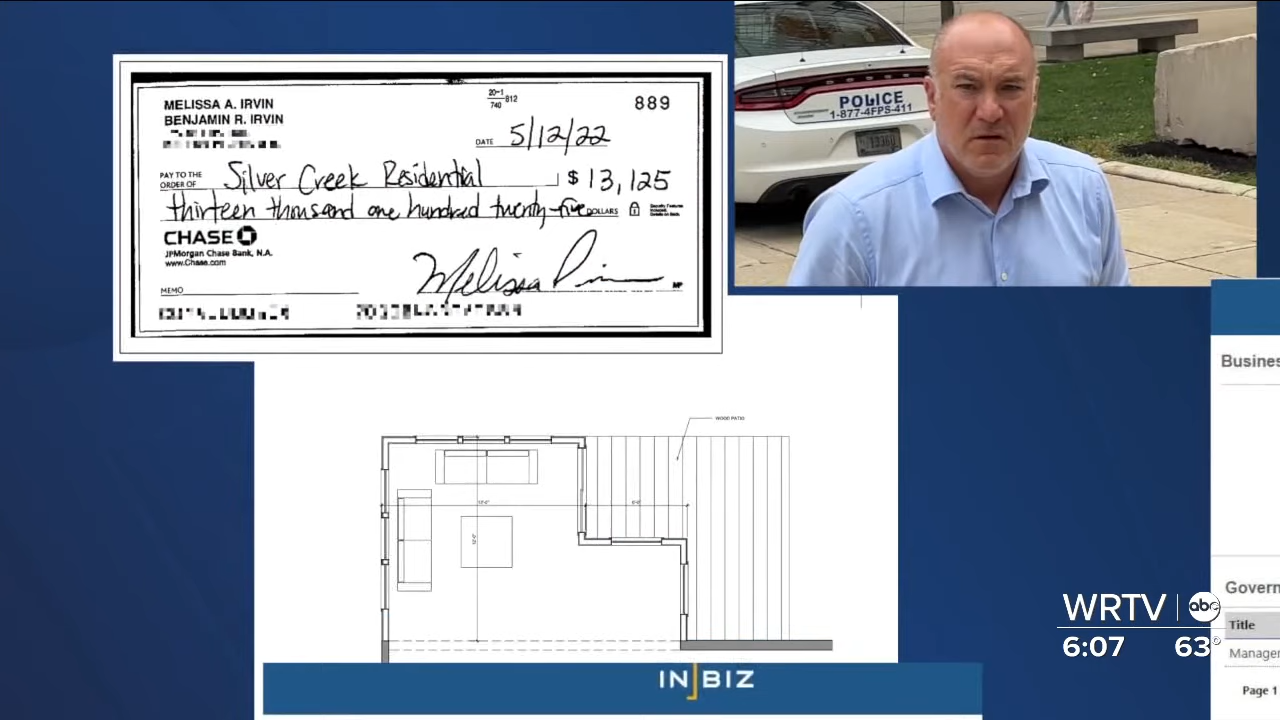 MELISSA A. IRVIN
BENJAMIN R. IRVIN
20-1
740
812
889
DATE 5/12/22
PAY TO THE
ORDER OF Silver Creek Residential $ 13,125
thirteen thousand one hundred twenty-five DOLLARS
CHASE
JPMorgan Chase Bank, N.A.
www.Chase.com
MEMO
Melissa Irvin
MP
POLICE
1-877-4FPS-411
WOOD PATIO
Busines
Govern
Title
Manager
Page 1
WRTV abc
6:07 63°
IN BIZ